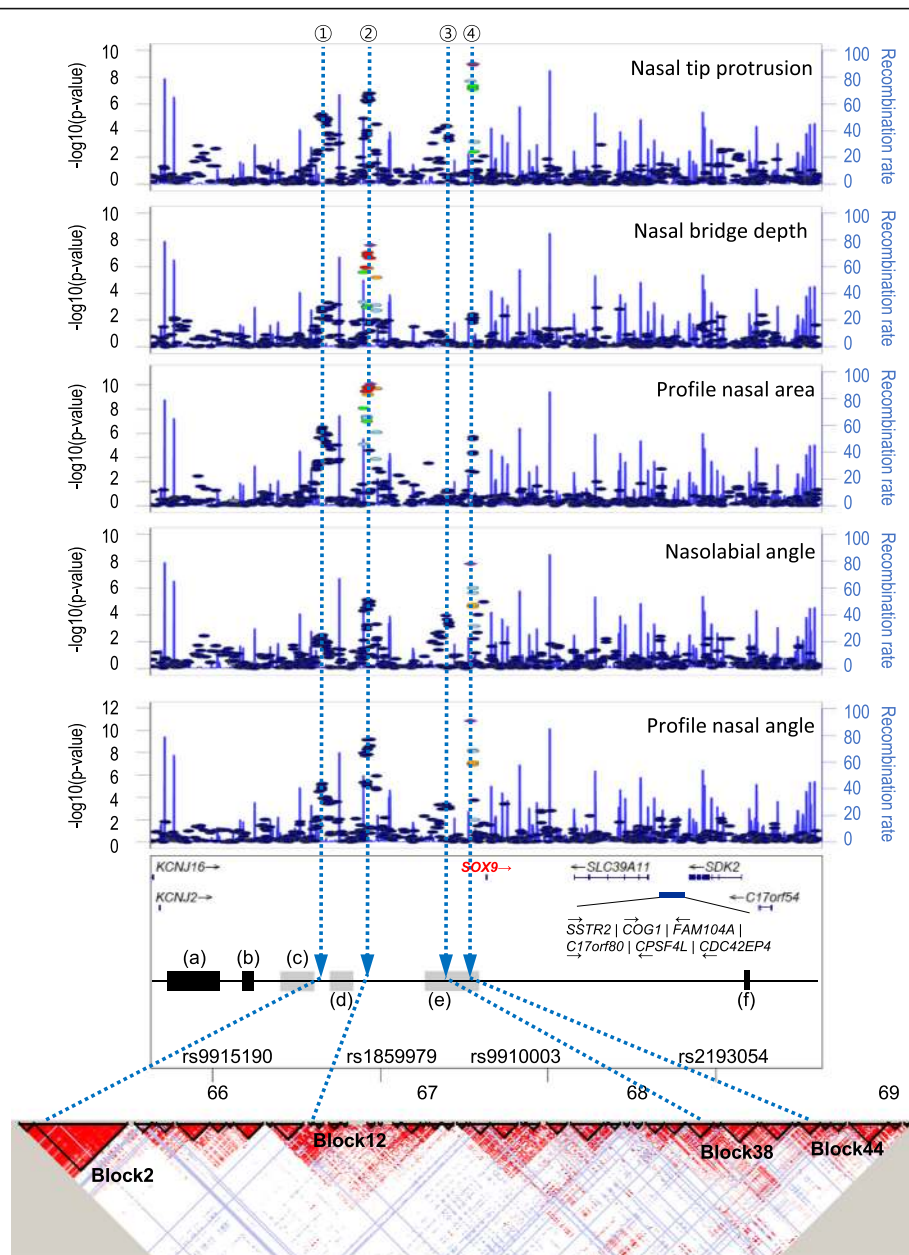 ① ② ③ ④
Nasal tip protrusion
-log10(p-value)
10
8
6
4
2
0
100
80
60
40
20
0
Recombination rate
Nasal bridge depth
-log10(p-value)
10
8
6
4
2
0
100
80
60
40
20
0
Recombination rate
Profile nasal area
-log10(p-value)
10
8
6
4
2
0
100
80
60
40
20
0
Recombination rate
Nasolabial angle
-log10(p-value)
10
8
6
4
2
0
100
80
60
40
20
0
Recombination rate
Profile nasal angle
-log10(p-value)
12
10
8
6
4
2
0
100
80
60
40
20
0
Recombination rate
KCNJ16→ SOX9→ ←SLC39A11 ←SDK2
KCNJ2→ ←C17orf54
SSTR2 | COG1 | FAM104A |
C17orf80 | CPSF4L | CDC42EP4
(a) (b) (c) (d) (e) (f)
rs9915190 rs1859979 rs9910003 rs2193054
66 67 68 69
Block2 Block12 Block38 Block44